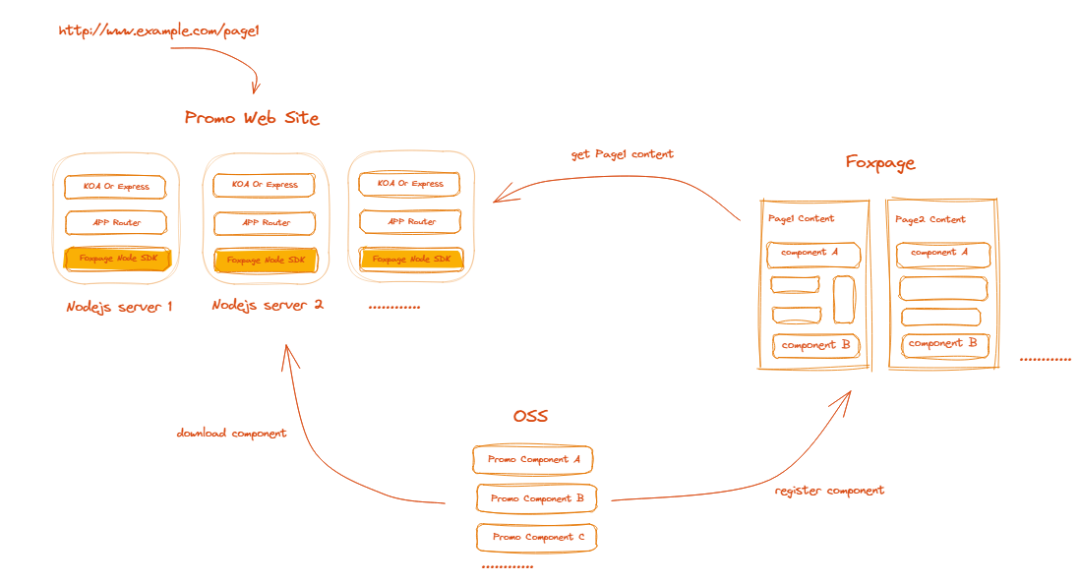 http://www.example.com/page1
Promo Web Site
KOA Or Express
APP Router
Foxpage Node SDK
Nodejs server 1
KOA Or Express
APP Router
Foxpage Node SDK
Nodejs server 2
KOA Or Express
APP Router
Foxpage Node SDK
............
get Page1 content
Foxpage
Page1 Content
component A
component B
Page2 Content
component A
component B
............
download component
OSS
Promo Component A
Promo Component B
Promo Component C
............
register component